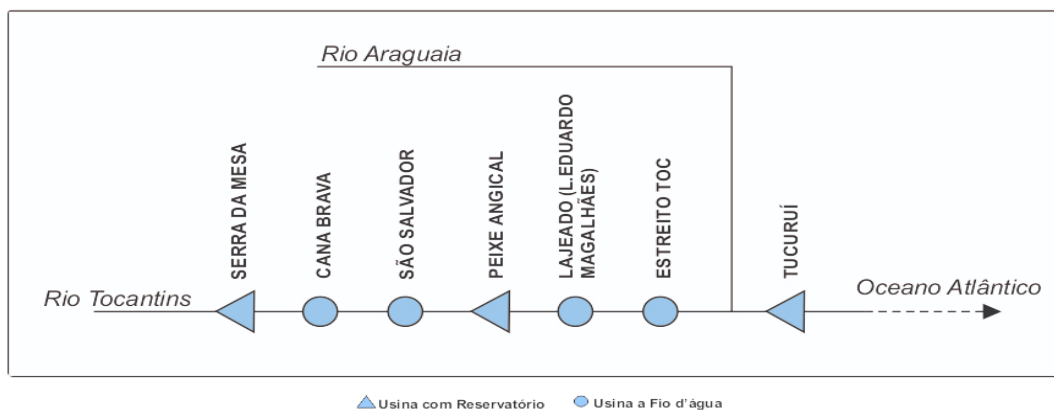 Rio Araguaia
SERRA DA MESA
CANA BRAVA
SÃO SALVADOR
PEIXE ANGICAL
LAJEADO (L.EDUARDO
MAGALHÃES)
ESTREITO TOC
TUCURUÍ
Rio Tocantins
Oceano Atlântico
Usina com Reservatório
Usina a Fio d'água